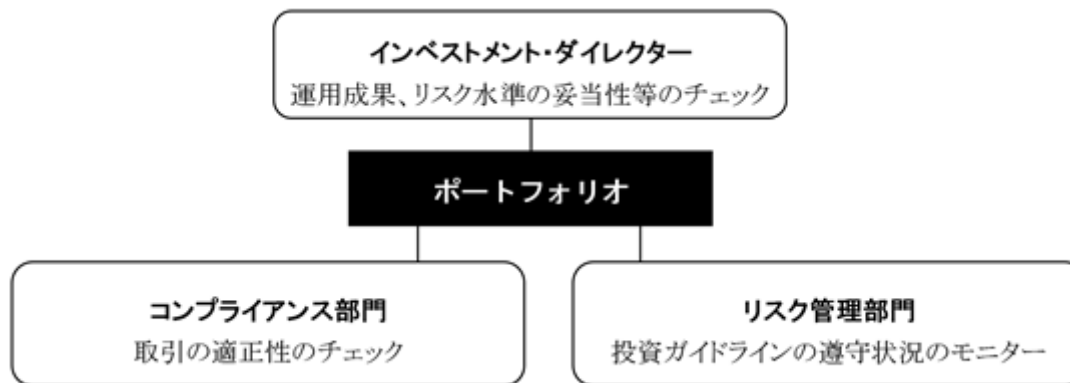 インベストメント・ダイレクター
運用成果、リスク水準の妥当性等のチェック
ポートフォリオ
コンプライアンス部門
取引の適正性のチェック
リスク管理部門
投資ガイドラインの遵守状況のモニター